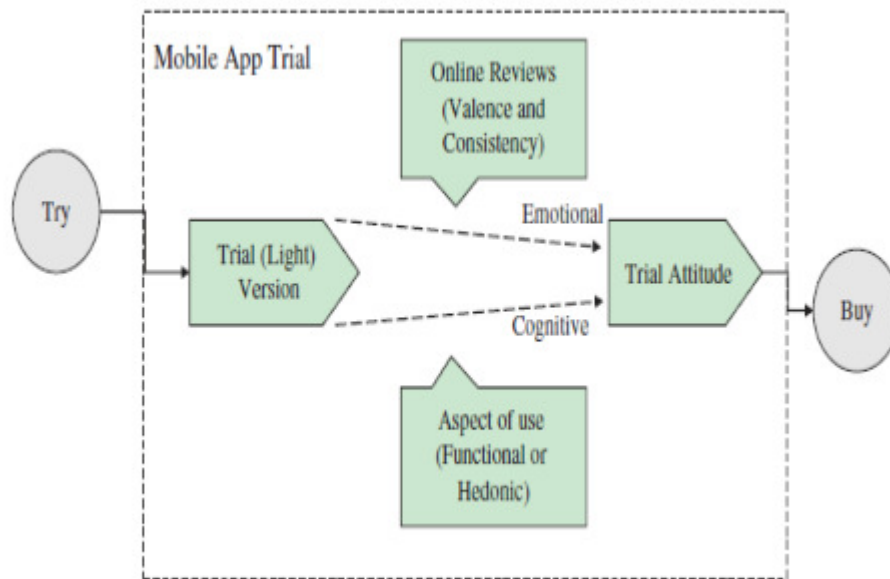 Mobile App Trial
Online Reviews
(Valence and
Consistency)
Try
Emotional
Trial (Light)
Version
Trial Attitude
Cognitive
Buy
Aspect of use
(Functional or
Hedonic)